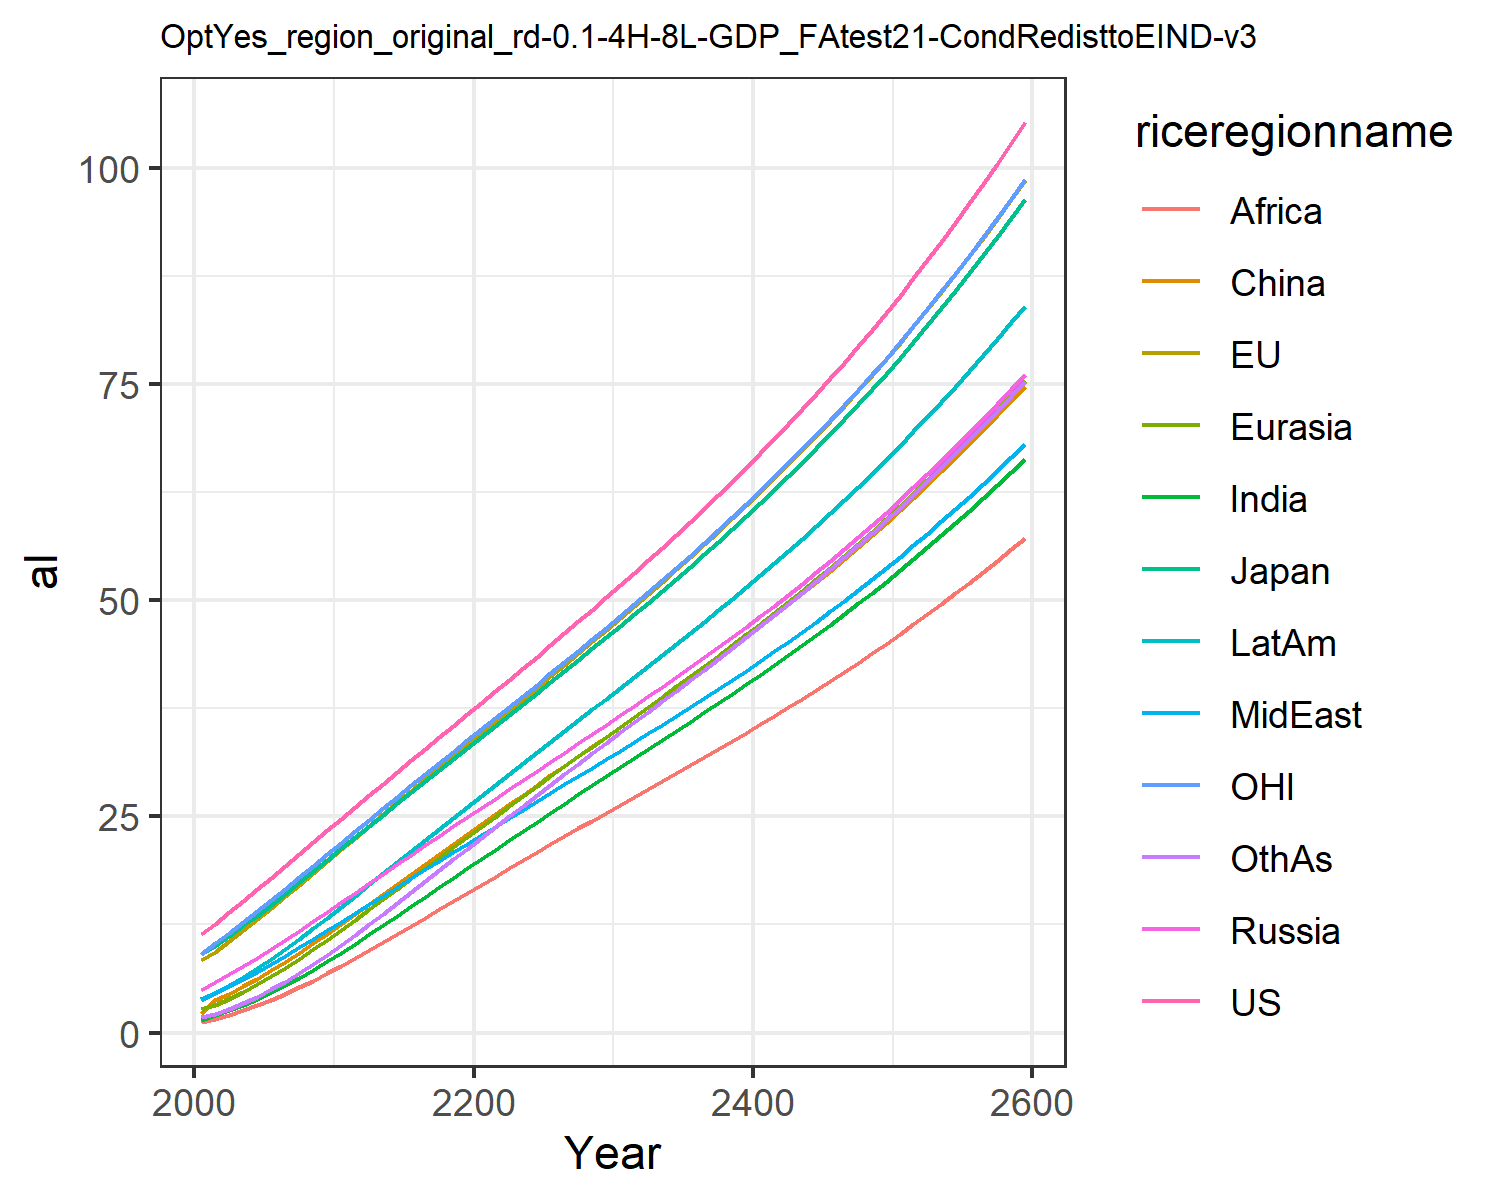 OptYes_region_original_rd-0.1-4H-8L-GDP_FAtest21-CondRedisttoEIND-v3
riceregionname
Africa
China
EU
Eurasia
India
Japan
LatAm
MidEast
OHI
OthAs
Russia
US
al
100
75
50
25
0
2000 2200 2400 2600
Year